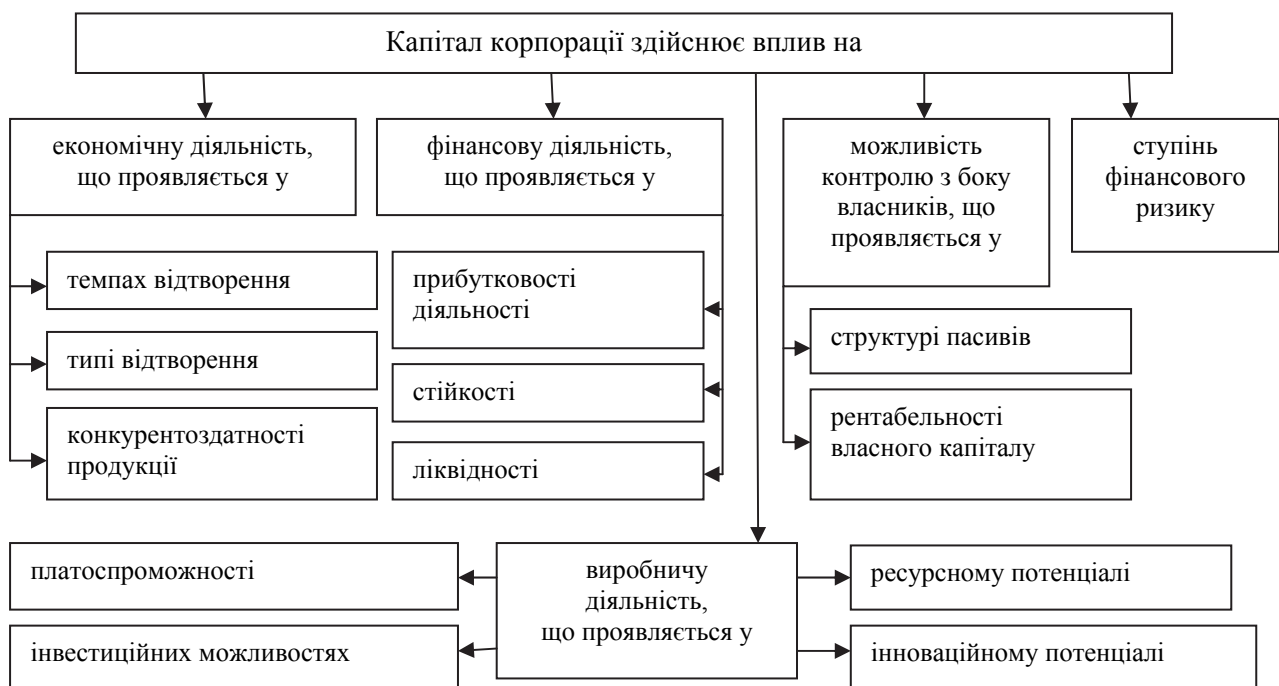 Капітал корпорації здійснює вплив на
економічну діяльність,
що проявляється у
фінансову діяльність,
що проявляється у
можливість
контролю з боку
власників, що
проявляється у
ступінь
фінансового
ризику
темпах відтворення
типі відтворення
конкурентоздатності
продукції
прибутковості
діяльності
стійкості
ліквідності
структурі пасивів
рентабельності
власного капіталу
платоспроможності
інвестиційних можливостях
виробничу
діяльність,
що проявляється у
ресурсному потенціалі
інноваційному потенціалі